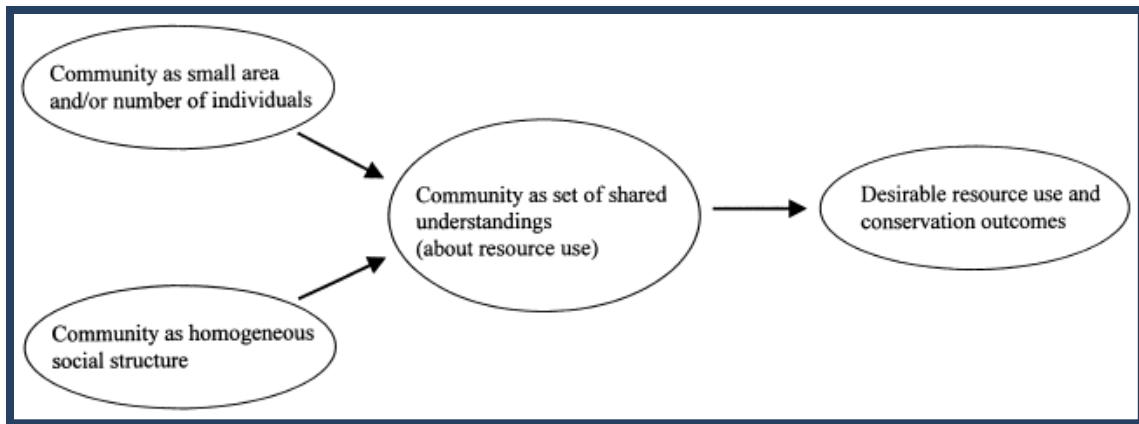 Community as small area
and/or number of individuals
Community as set of shared
understandings
(about resource use)
Desirable resource use and
conservation outcomes
Community as homogeneous
social structure